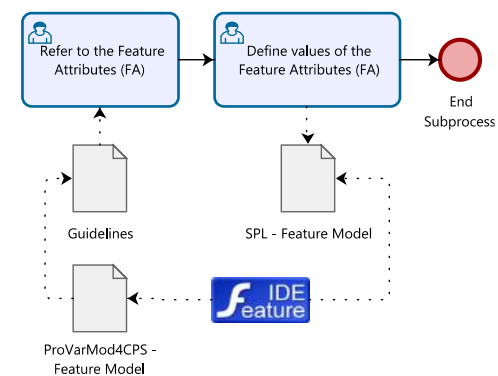 Refer to the Feature
Attributes (FA)
Define values of the
Feature Attributes (FA)
End
Subprocess
Guidelines
SPL - Feature Model
IDE
Feature
ProVarMod4CPS -
Feature Model